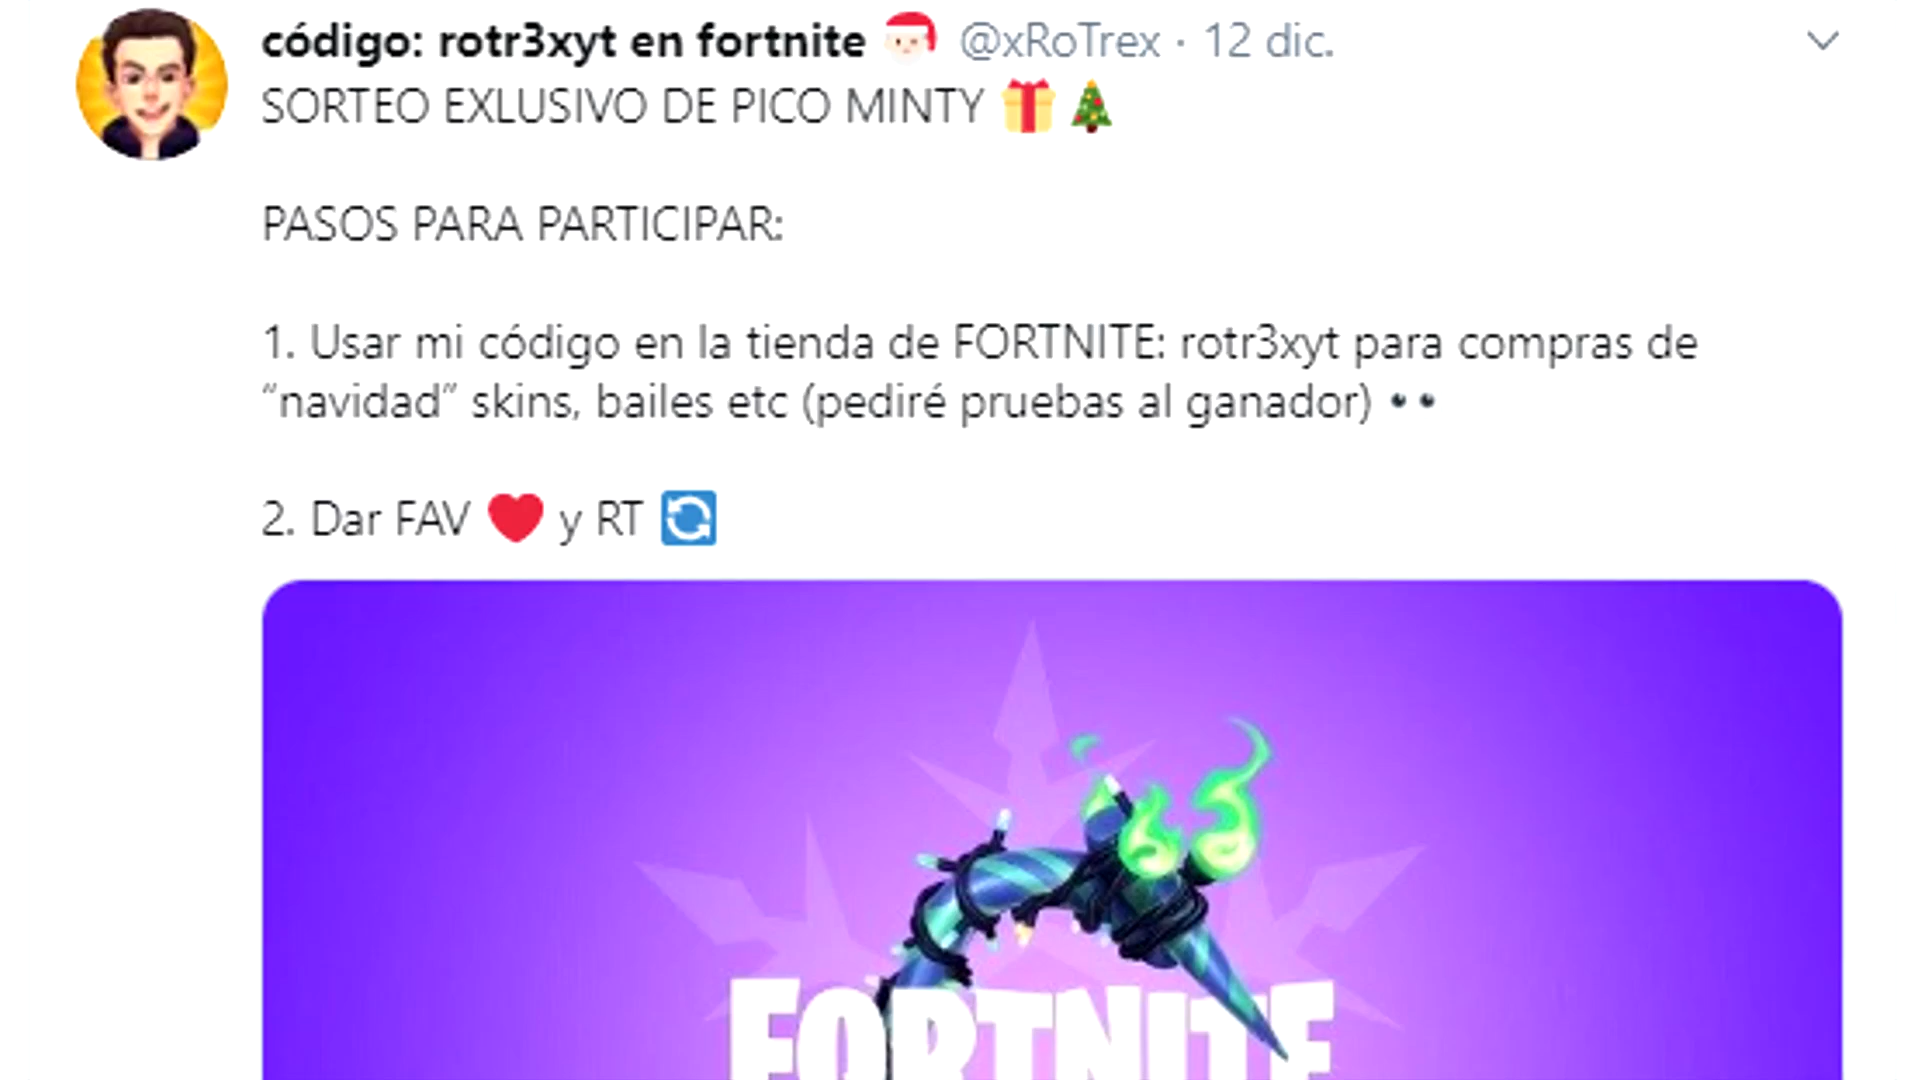 código: rotr3xyt en fortnite 🎅 @xRoTrex · 12 dic.
SORTEO EXLUSIVO DE PICO MINTY 🎁🎄
PASOS PARA PARTICIPAR:
1. Usar mi código en la tienda de FORTNITE: rotr3xyt para compras de
“navidad” skins, bailes etc (pediré pruebas al ganador) 👀
2. Dar FAV ❤️ y RT 🔄
FORTNITE